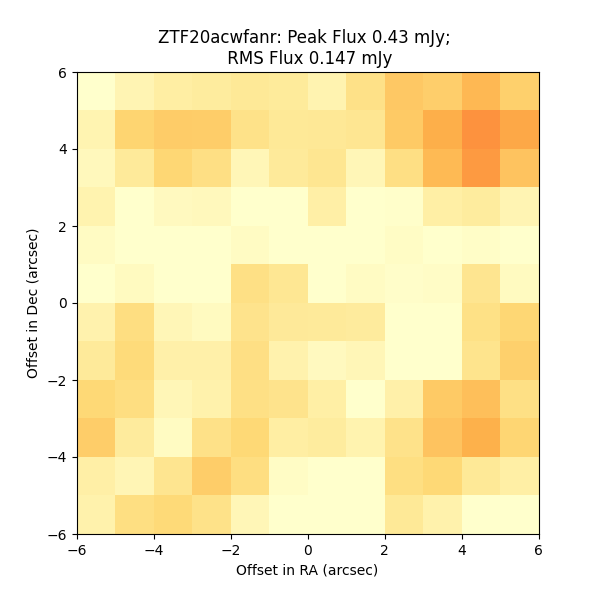 ZTF20acwfanr: Peak Flux 0.43 mJy;
RMS Flux 0.147 mJy
6
4
2
0
−2
−4
−6
Offset in Dec (arcsec)
−6 −4 −2 0 2 4 6
Offset in RA (arcsec)